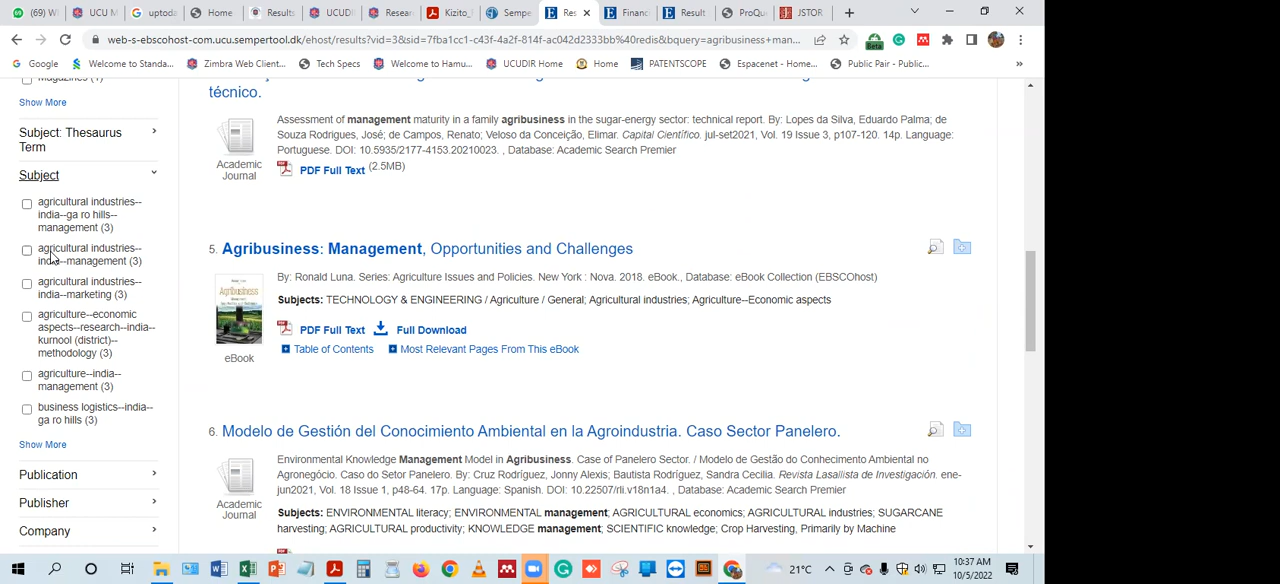 (69) W
UCU M
uptoda
Home
Results
UCUDI
Resear
Kizito_
Sempe
Res
Financ
Result
ProQu
JSTOR
web-s-ebscohost-com.ucu.sempertool.dk/ehost/results?vid=3&sid=7fba1cc1-c43f-4a2f-814f-ac042d2333bb%40redis&bquery=agribusiness+man...
Beta
Google
Welcome to Standa...
Zimbra Web Client...
Tech Specs
Welcome to Hamu...
UCUDIR Home
Home
PATENTSCOPE
Espacenet - Home...
Public Pair - Public...
»
Magazines (1)
Show More
Subject: Thesaurus
Term
Subject
agricultural industries--
india--ga ro hills--
management (3)
agricultural industries--
india--management (3)
agricultural industries--
india--marketing (3)
agriculture--economic
aspects--research--india--
kurnool (district)--
methodology (3)
agriculture--india--
management (3)
business logistics--india--
ga ro hills (3)
Show More
Publication
Publisher
Company
técnico.
Assessment of management maturity in a family agribusiness in the sugar-energy sector: technical report. By: Lopes da Silva, Eduardo Palma; de
Souza Rodrigues, José; de Campos, Renato; Veloso da Conceição, Elimar. Capital Científico. jul-set2021, Vol. 19 Issue 3, p107-120. 14p. Language:
Portuguese. DOI: 10.5935/2177-4153.20210023. , Database: Academic Search Premier
Academic
Journal
PDF Full Text (2.5MB)
5. Agribusiness: Management, Opportunities and Challenges
By: Ronald Luna. Series: Agriculture Issues and Policies. New York : Nova. 2018. eBook., Database: eBook Collection (EBSCOhost)
Subjects: TECHNOLOGY & ENGINEERING / Agriculture / General; Agricultural industries; Agriculture--Economic aspects
PDF Full Text Full Download
eBook
Table of Contents Most Relevant Pages From This eBook
6. Modelo de Gestión del Conocimiento Ambiental en la Agroindustria. Caso Sector Panelero.
Environmental Knowledge Management Model in Agribusiness. Case of Panelero Sector. / Modelo de Gestão do Conhecimento Ambiental no
Agronegócio. Caso do Setor Panelero. By: Cruz Rodríguez, Jonny Alexis; Bautista Rodríguez, Sandra Cecilia. Revista Lasallista de Investigación. ene-
jun2021, Vol. 18 Issue 1, p48-64. 17p. Language: Spanish. DOI: 10.22507/rli.v18n1a4. , Database: Academic Search Premier
Academic
Journal
Subjects: ENVIRONMENTAL literacy; ENVIRONMENTAL management; AGRICULTURAL economics; AGRICULTURAL industries; SUGARCANE
harvesting; AGRICULTURAL productivity; KNOWLEDGE management; SCIENTIFIC knowledge; Crop Harvesting, Primarily by Machine
21°C
10:37 AM
10/5/2022